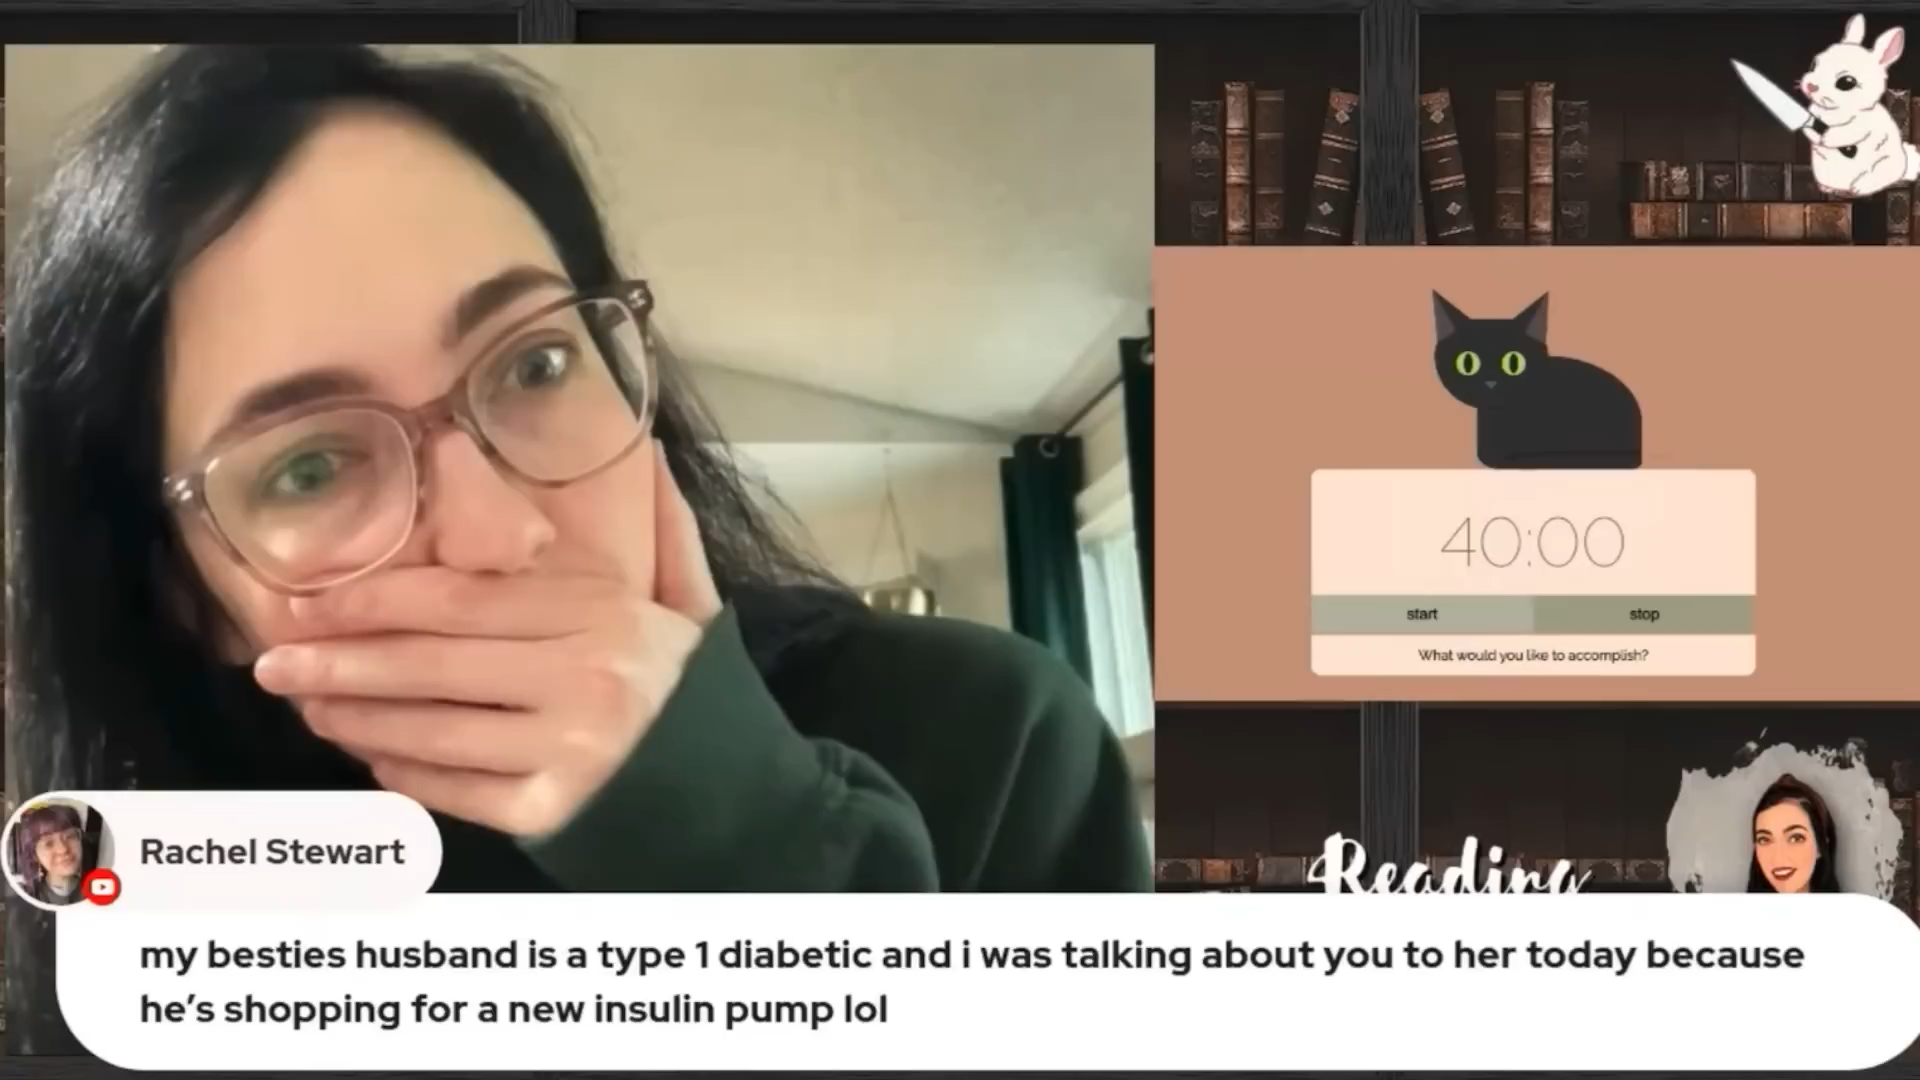 40:00
start
stop
What would you like to accomplish?
Reading
Rachel Stewart
my besties husband is a type 1 diabetic and i was talking about you to her today because
he's shopping for a new insulin pump lol